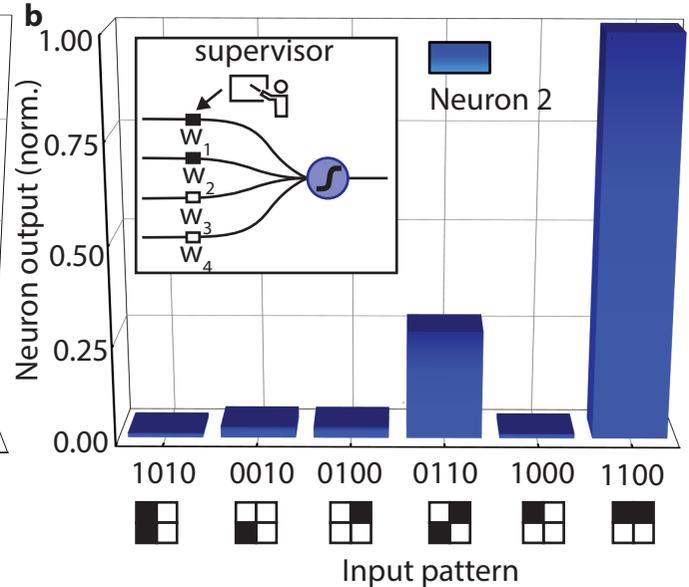 b
1.00
0.75
0.50
0.25
0.00
Neuron output (norm.)
supervisor
W1
W2
W3
W4
Neuron 2
1010 0010 0100 0110 1000 1100
Input pattern